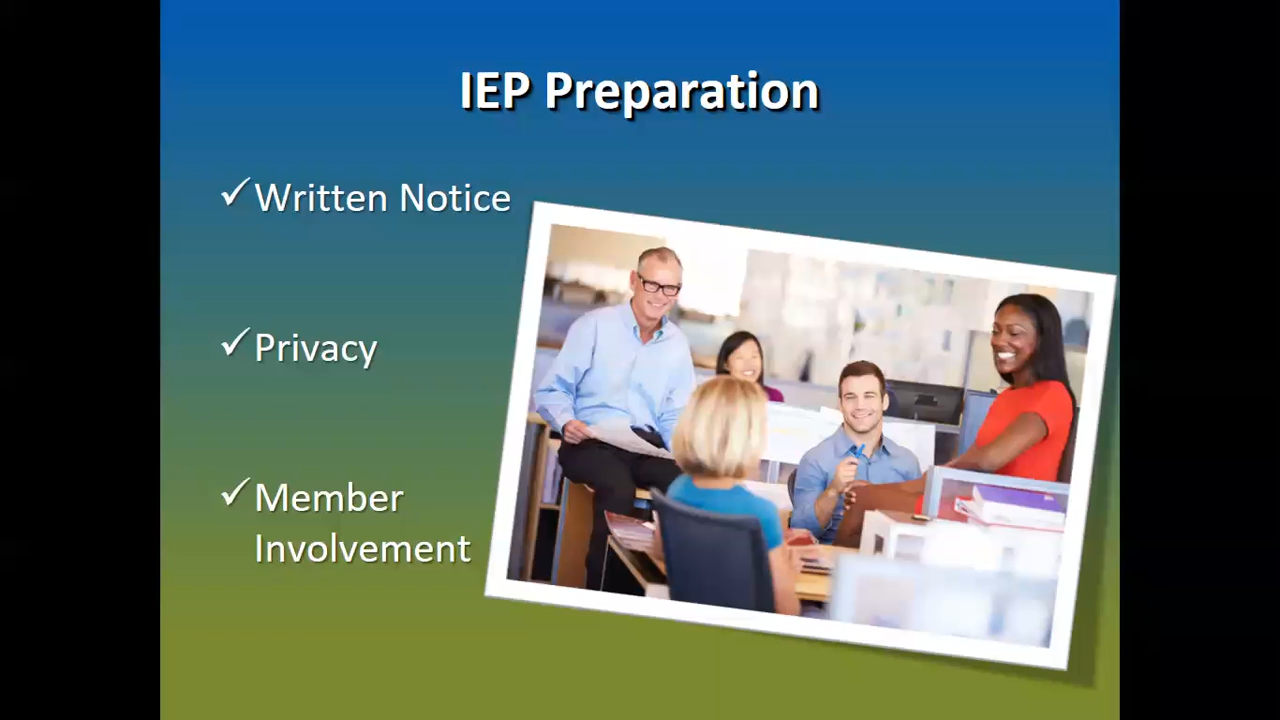 IEP Preparation
✓Written Notice
✓Privacy
✓Member
Involvement